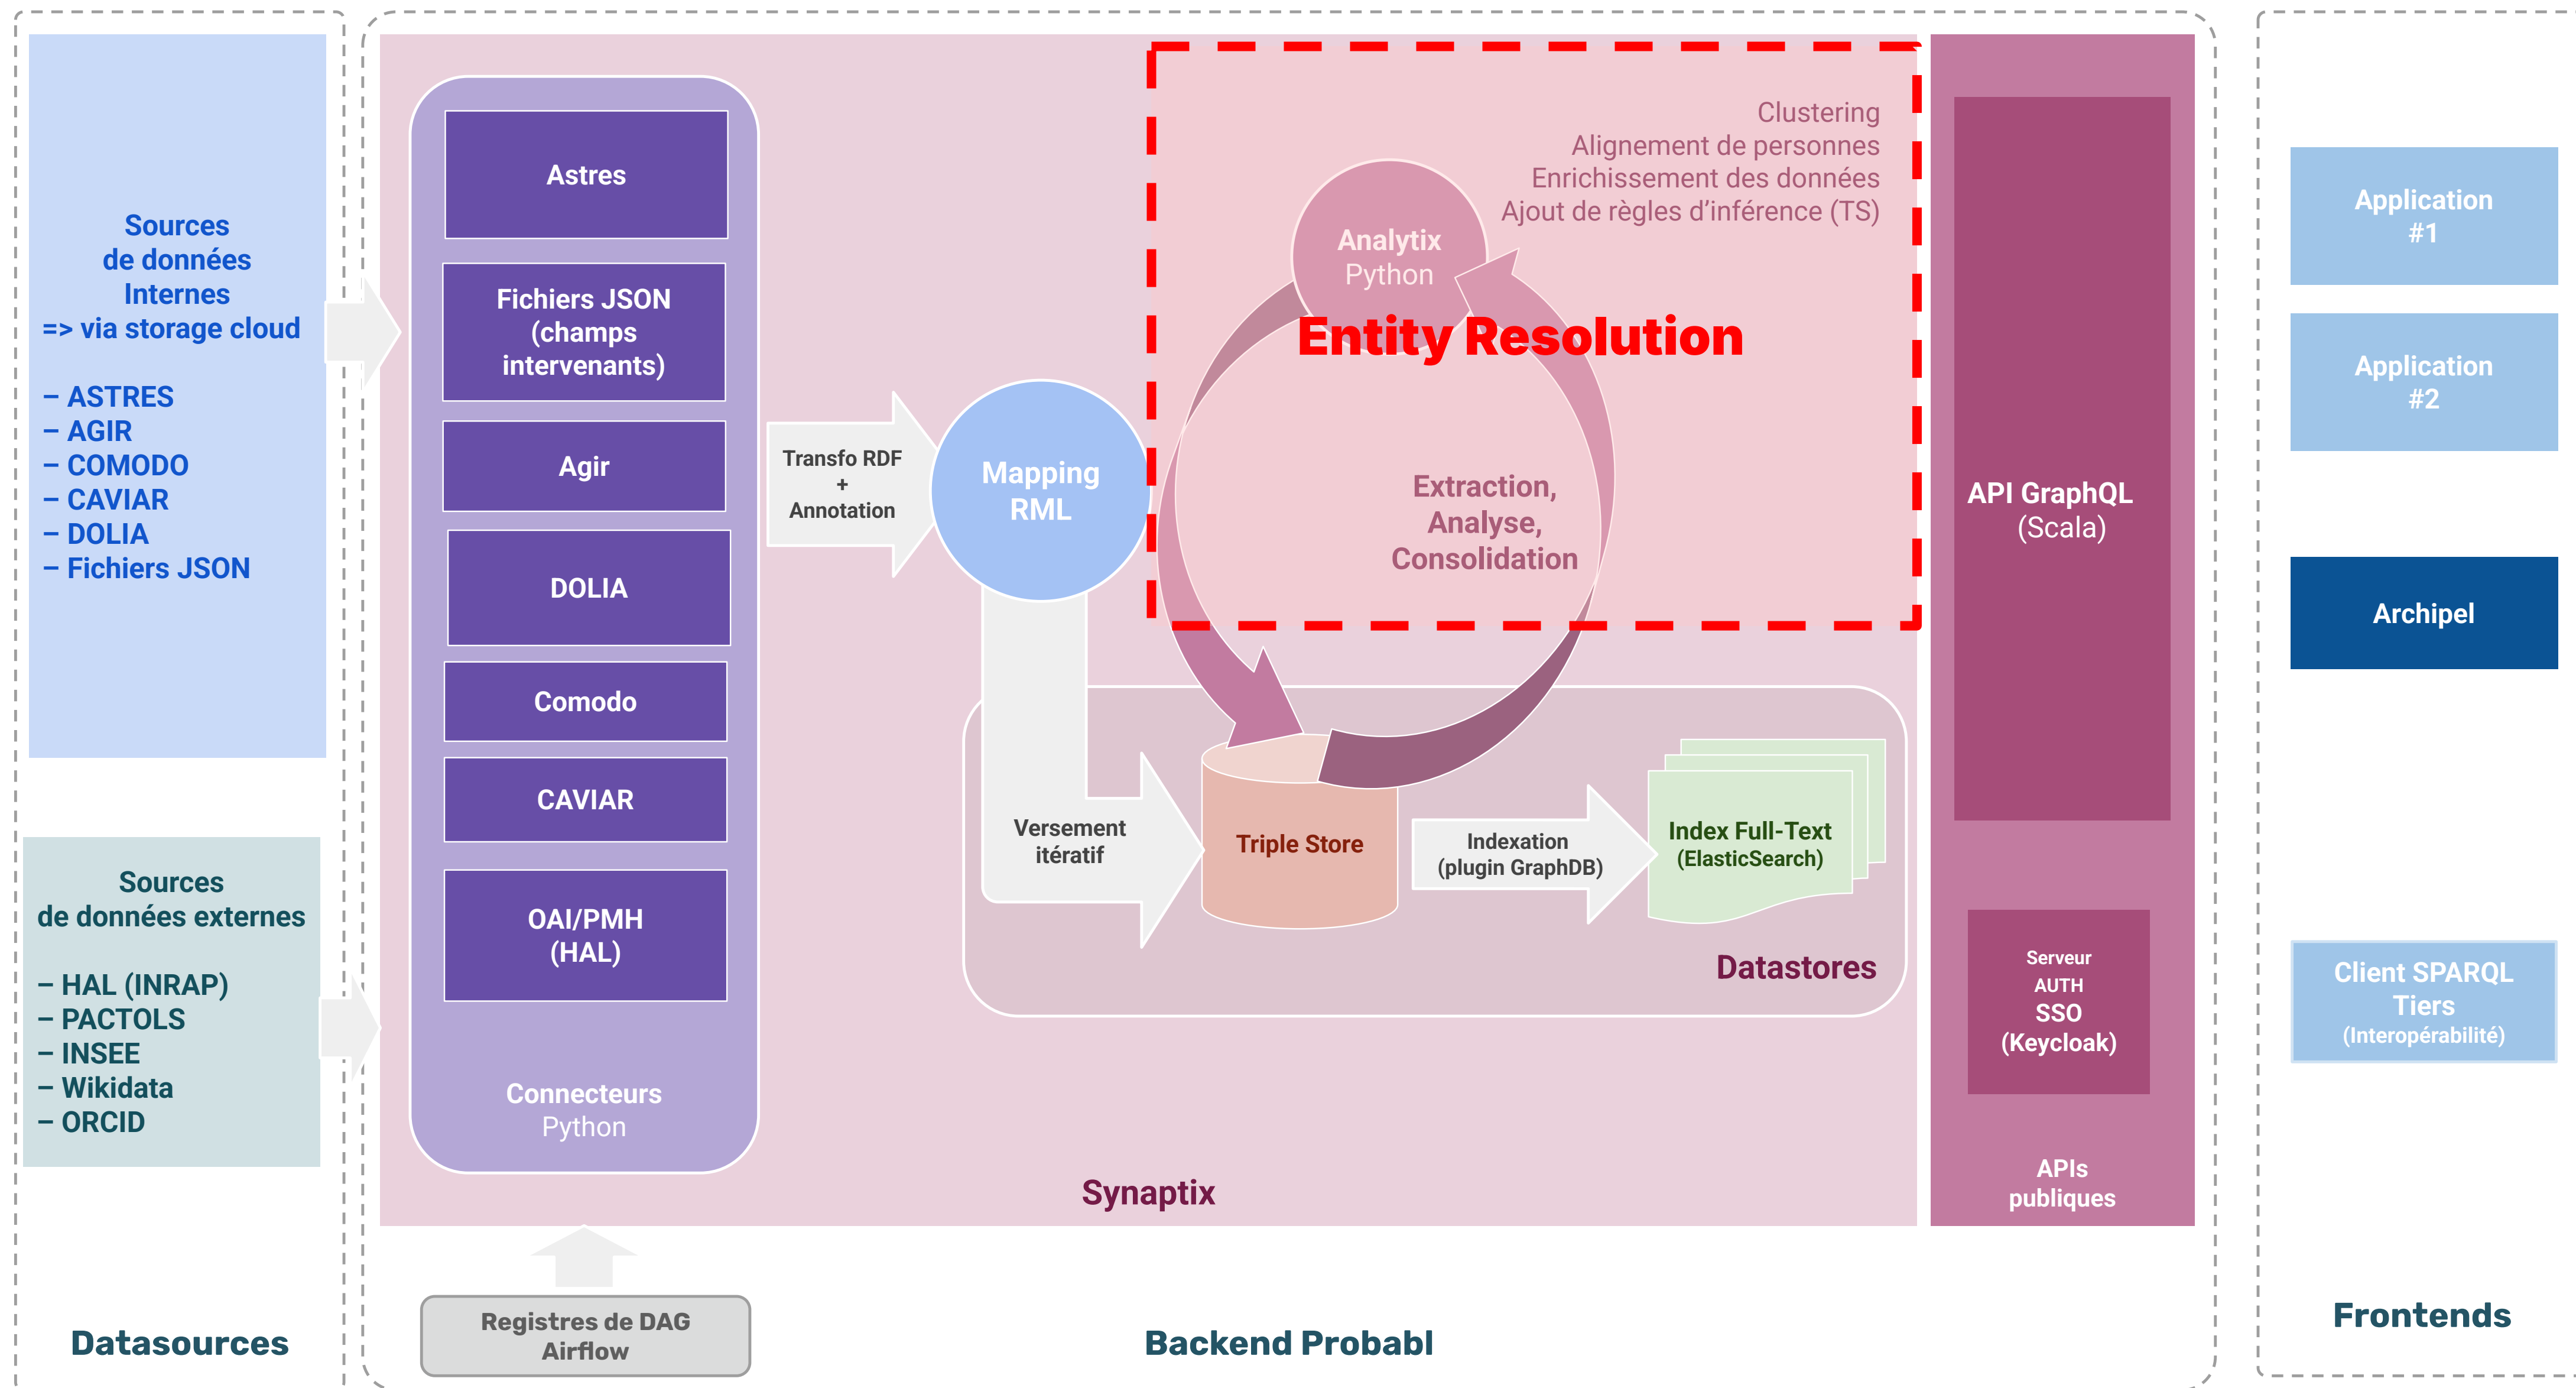 Sources
de données
Internes
=> via storage cloud
– ASTRES
– AGIR
– COMODO
– CAVIAR
– DOLIA
– Fichiers JSON
Sources
de données externes
– HAL (INRAP)
– PACTOLS
– INSEE
– Wikidata
– ORCID
Datasources
Astres
Fichiers JSON
(champs
intervenants)
Agir
DOLIA
Comodo
CAVIAR
OAI/PMH
(HAL)
Connecteurs
Python
Registres de DAG
Airflow
Transfo RDF
+
Annotation
Mapping
RML
Clustering
Alignement de personnes
Enrichissement des données
Ajout de règles d’inférence (TS)
Analytix
Python
Entity Resolution
Extraction,
Analyse,
Consolidation
Versement
itératif
Triple Store
Indexation
(plugin GraphDB)
Index Full-Text
(ElasticSearch)
Datastores
Synaptix
Backend Probabl
API GraphQL
(Scala)
Serveur
AUTH
SSO
(Keycloak)
APIs
publiques
Application
#1
Application
#2
Archipel
Client SPARQL
Tiers
(Interopérabilité)
Frontends